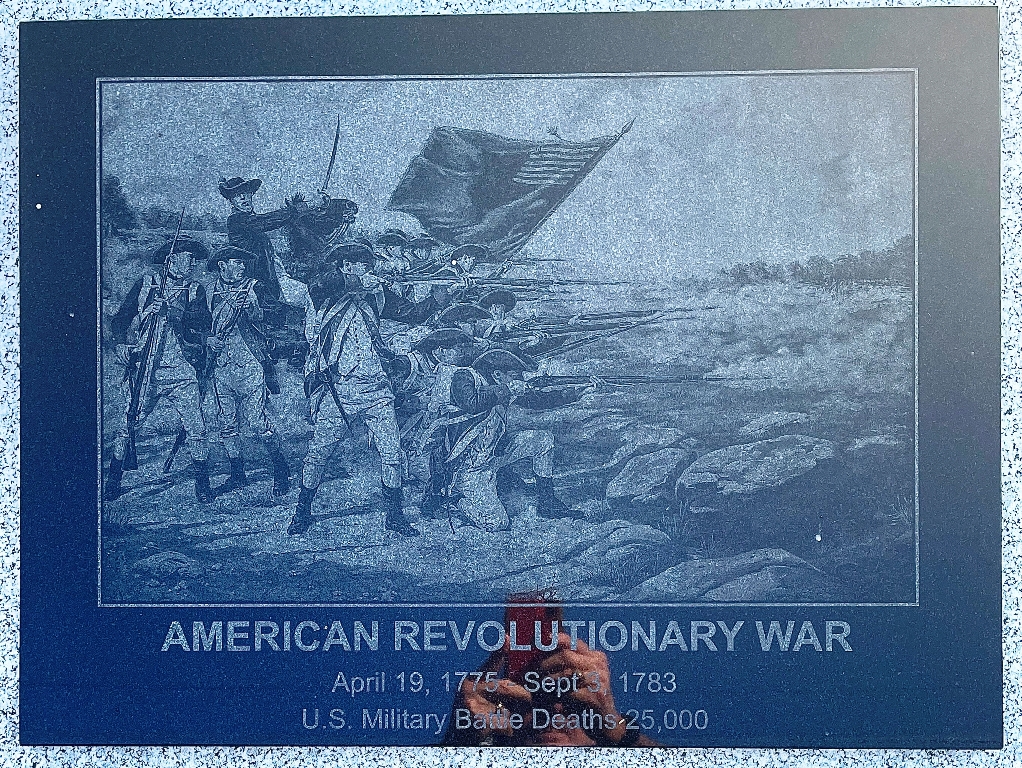 AMERICAN REVOLUTIONARY WAR
April 19, 1775 - Sept 3, 1783
U.S. Military Battle Deaths 25,000